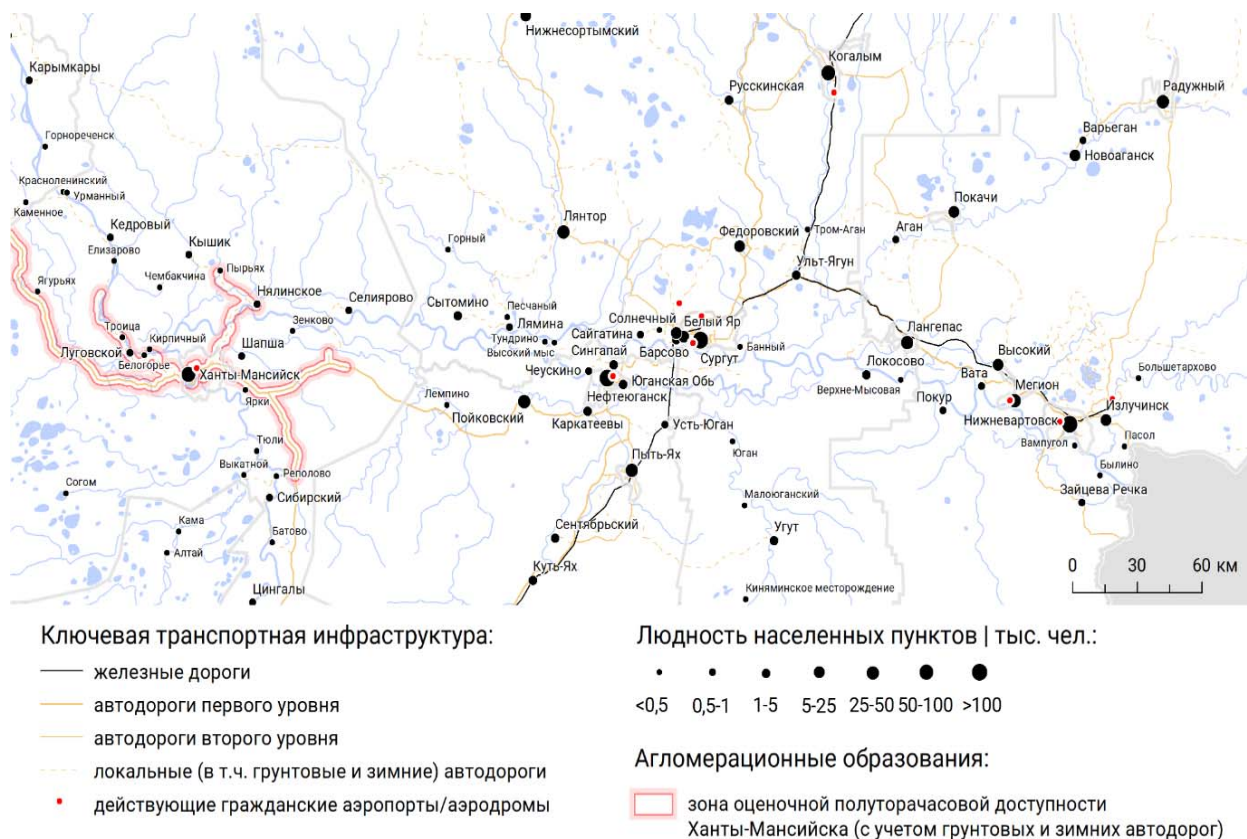 Нижнесортымский
Когалым
Карымкары
Русскинская
Радужный
Горнореченск
Варьеган
Новоаганск
Красноленинский
Урманный
Каменное
Покачи
Кедровый
Лянтор
Федоровский
Тром-Аган
Аган
Елизарово
Кышик
Горный
Чембакчина
Пырьях
Ульт-Ягун
Ягурьях
Нялинское
Селиярово
Сытомино
Песчаный
Солнечный
Белый Яр
Троица
Кирпичный
Зенково
Лямина
Сайгатина
Лангепас
Тундрино
Луговской
Шапша
Высокий-мыс
Сингапай
Барсово
Сургут
Банный
Локосово
Высокий
Белогорье
Ханты-Мансийск
Чеускино
Юганская Обь
Верхне-Мысовая
Вата
Мегион
Большетархово
Нефтеюганск
Ярки
Лемпино
Пойковский
Каркатеевы
Покур
Излучинск
Усть-Юган
Нижневартовск
Тюли
Юган
Вампугол
Пасол
Выкатной
Реполово
Пыть-Ях
Былино
Согом
Сибирский
Малоюганский
Зайцева Речка
Кама
Сентябрьский
Угут
Батово
Алтай
Куть-Ях
Цингалы
Киняминское месторождение
0 30 60 км
Ключевая транспортная инфраструктура:
железные дороги
автодороги первого уровня
автодороги второго уровня
локальные (в т.ч. грунтовые и зимние) автодороги
действующие гражданские аэропорты/аэродромы
Людность населенных пунктов | тыс. чел.:
<0,5 0,5-1 1-5 5-25 25-50 50-100 >100
Агломерационные образования:
зона оценочной полуторачасовой доступности
Ханты-Мансийска (с учетом грунтовых и зимних автодорог)